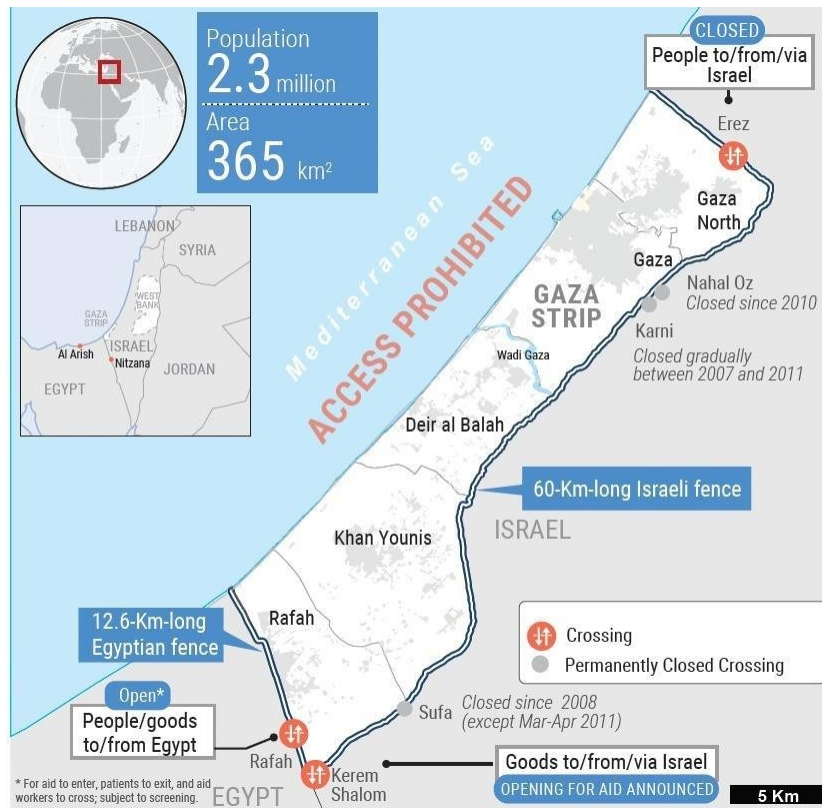 Population
2.3 million
Area
365 km²
CLOSED
People to/from/via
Israel
Erez
Gaza
North
Gaza
Nahal Oz
Closed since 2010
Karni
Closed gradually
between 2007 and 2011
GAZA
STRIP
Mediterranean Sea
ACCESS PROHIBITED
LEBANON
SYRIA
WEST
BANK
GAZA
STRIP
ISRAEL
Al Arish
Nitzana
JORDAN
EGYPT
Wadi Gaza
Deir al Balah
60-Km-long Israeli fence
ISRAEL
Khan Younis
Rafah
12.6-Km-long
Egyptian fence
Crossing
Permanently Closed Crossing
Open*
People/goods
to/from Egypt
Rafah
Sufa
Closed since 2008
(except Mar-Apr 2011)
Kerem
Shalom
Goods to/from/via Israel
OPENING FOR AID ANNOUNCED
* For aid to enter, patients to exit, and aid
workers to cross; subject to screening.
EGYPT
5 Km